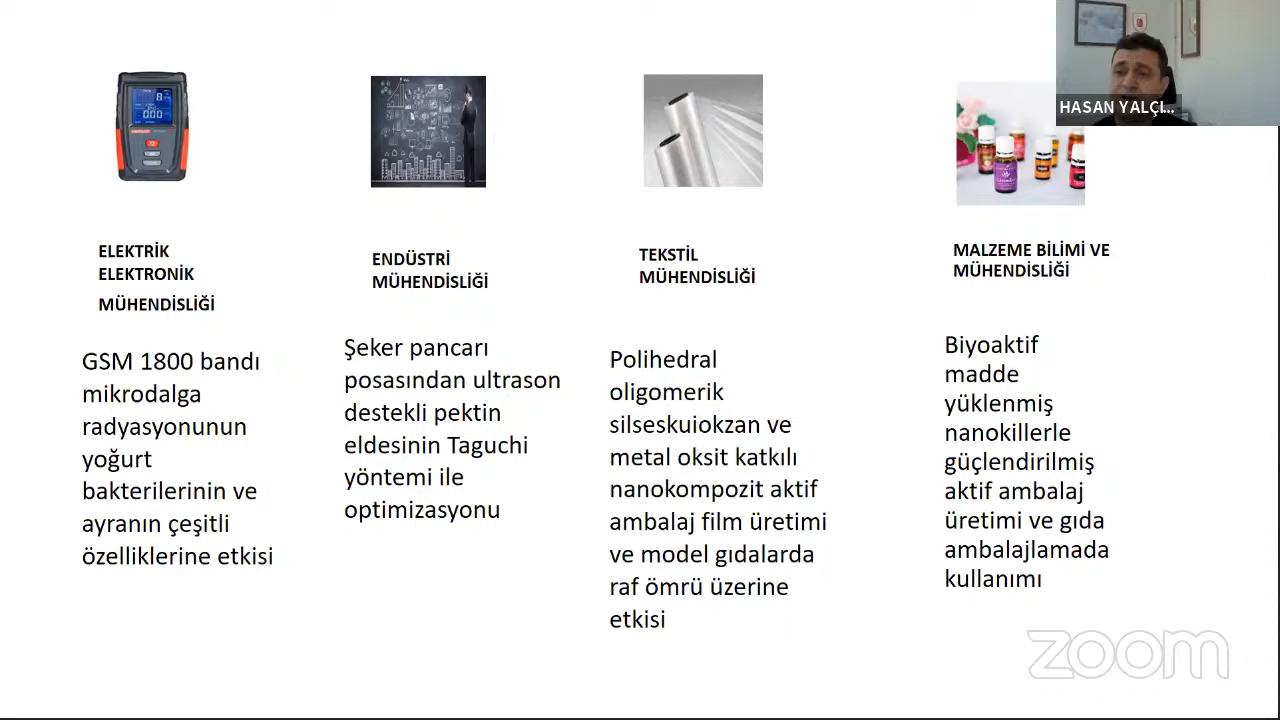 HASAN YALÇI...
ELEKTRİK
ELEKTRONİK
MÜHENDİSLİĞİ
GSM 1800 bandı
mikrodalga
radyasyonunun
yoğurt
bakterilerinin ve
ayranın çeşitli
özelliklerine etkisi
ENDÜSTRİ
MÜHENDİSLİĞİ
Şeker pancarı
posasından ultrason
destekli pektin
eldesinin Taguchi
yöntemi ile
optimizasyonu
TEKSTİL
MÜHENDİSLİĞİ
Polihedral
oligomerik
silseskuiokzan ve
metal oksit katkılı
nanokompozit aktif
ambalaj film üretimi
ve model gıdalarda
raf ömrü üzerine
etkisi
MALZEME BİLİMİ VE
MÜHENDİSLİĞİ
Biyoaktif
madde
yüklenmiş
nanokillerle
güçlendirilmiş
aktif ambalaj
üretimi ve gıda
ambalajlamada
kullanımı
zoom